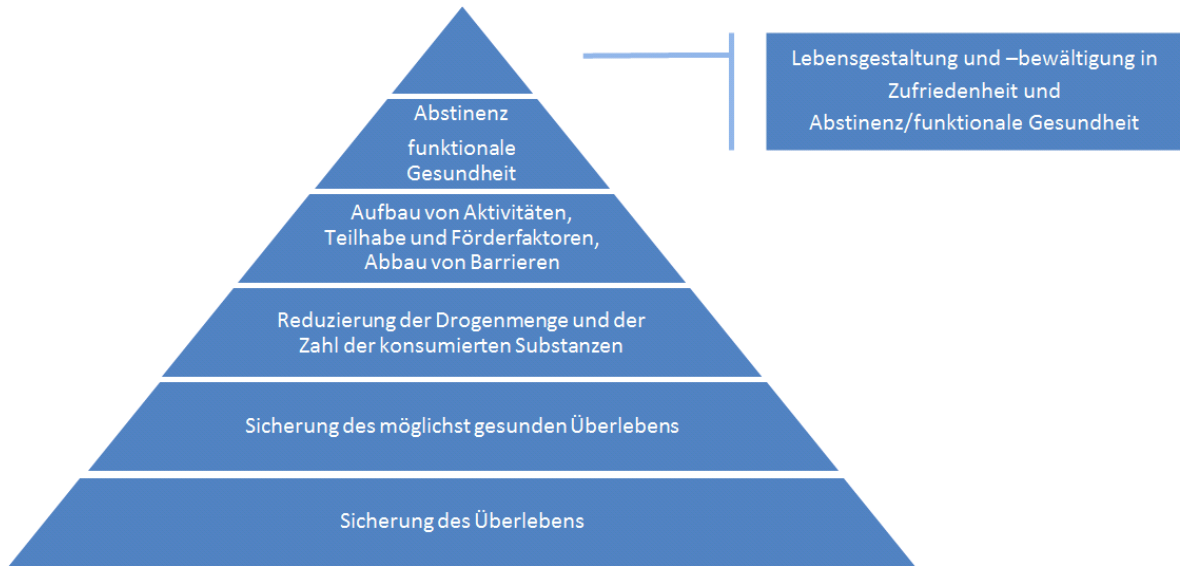 Lebensgestaltung und –bewältigung in
Zufriedenheit und
Abstinenz/funktionale Gesundheit
Abstinenz
funktionale
Gesundheit
Aufbau von Aktivitäten,
Teilhabe und Förderfaktoren,
Abbau von Barrieren
Reduzierung der Drogenmenge und der
Zahl der konsumierten Substanzen
Sicherung des möglichst gesunden Überlebens
Sicherung des Überlebens